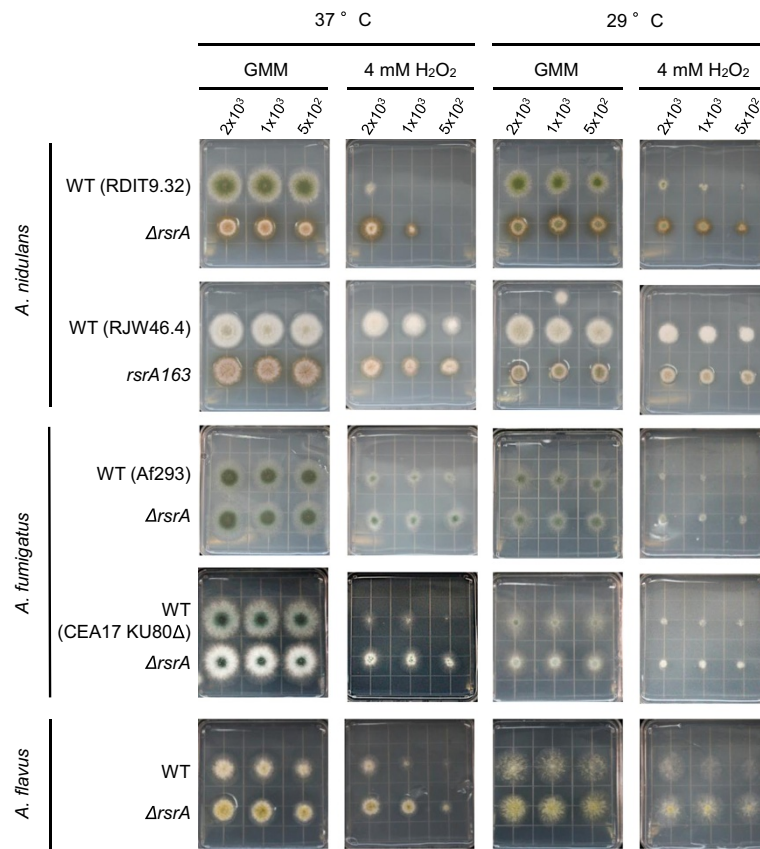 37 ° C 29 ° C
GMM 4 mM H₂O₂ GMM 4 mM H₂O₂
2x10³ 1x10³ 5x10² 2x10³ 1x10³ 5x10² 2x10³ 1x10³ 5x10² 2x10³ 1x10³ 5x10²
A. nidulans
WT (RDIT9.32)
ΔrsrA
WT (RJW46.4)
rsrA163
A. fumigatus
WT (Af293)
ΔrsrA
WT
(CEA17 KU80Δ)
ΔrsrA
A. flavus
WT
ΔrsrA